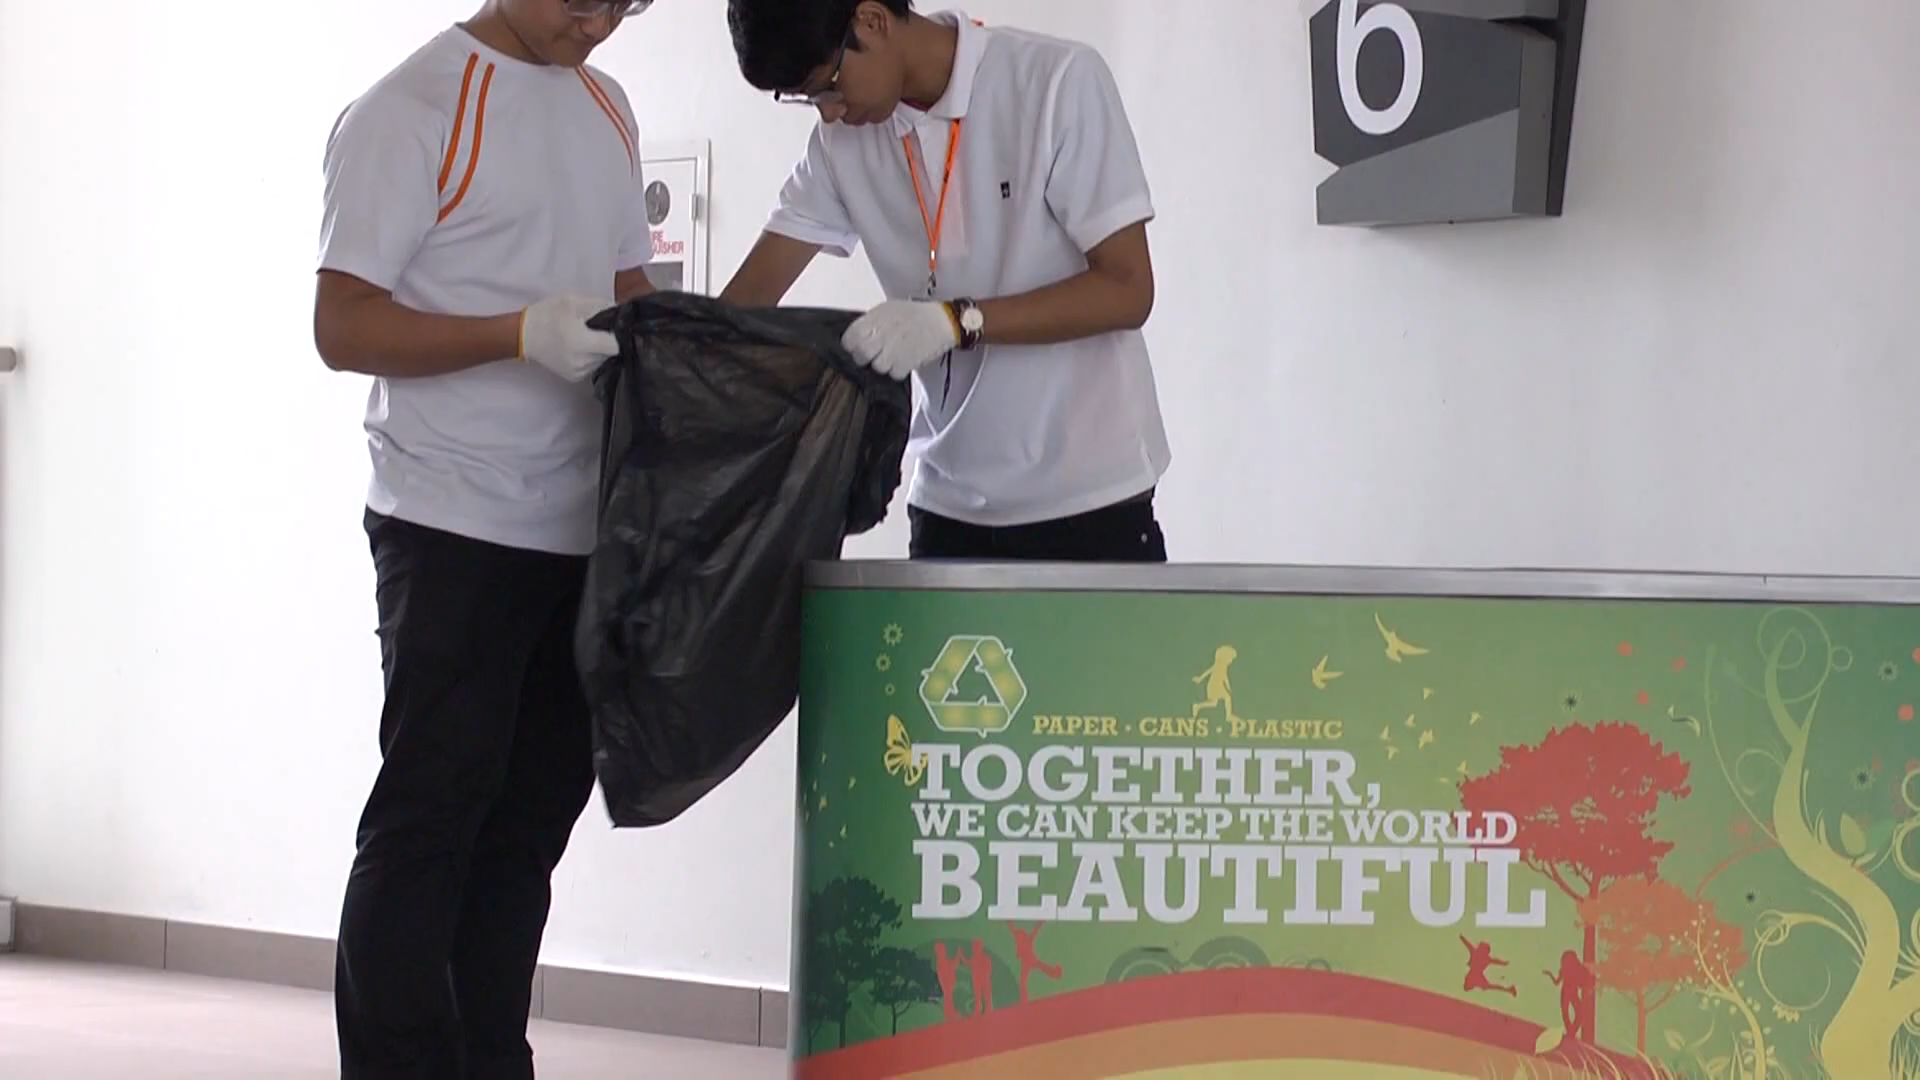 6
PAPER · CANS · PLASTIC
TOGETHER,
WE CAN KEEP THE WORLD
BEAUTIFUL